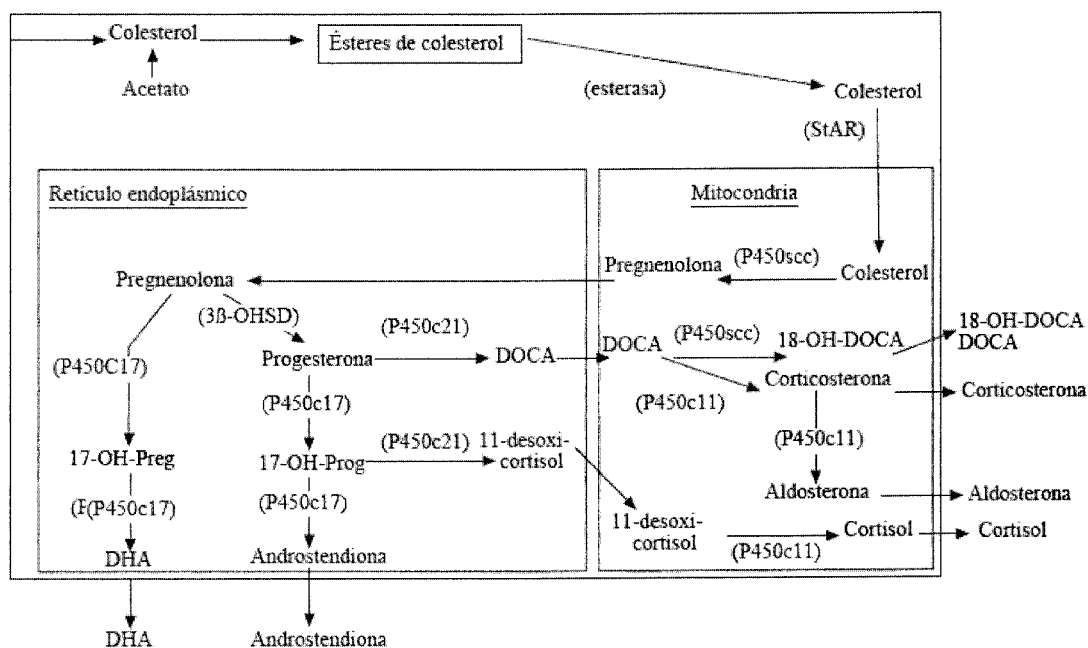 Colesterol
Ésteres de colesterol
Acetato
(esterasa)
Colesterol
(StAR)
Retículo endoplásmico
Mitocondria
Pregnenolona
Pregnenolona
(P450scc)
Colesterol
(3ß-OHSD)
(P450C17)
Progesterona
(P450c21)
DOCA
DOCA
(P450scc)
18-OH-DOCA
18-OH-DOCA
DOCA
(P450c11)
Corticosterona
Corticosterona
(P450c17)
(P450c11)
17-OH-Preg
17-OH-Prog
(P450c21)
11-desoxi-
cortisol
(F(P450c17)
(P450c17)
Aldosterona
Aldosterona
11-desoxi-
cortisol
(P450c11)
Cortisol
Cortisol
DHA
Androstendiona
DHA
Androstendiona